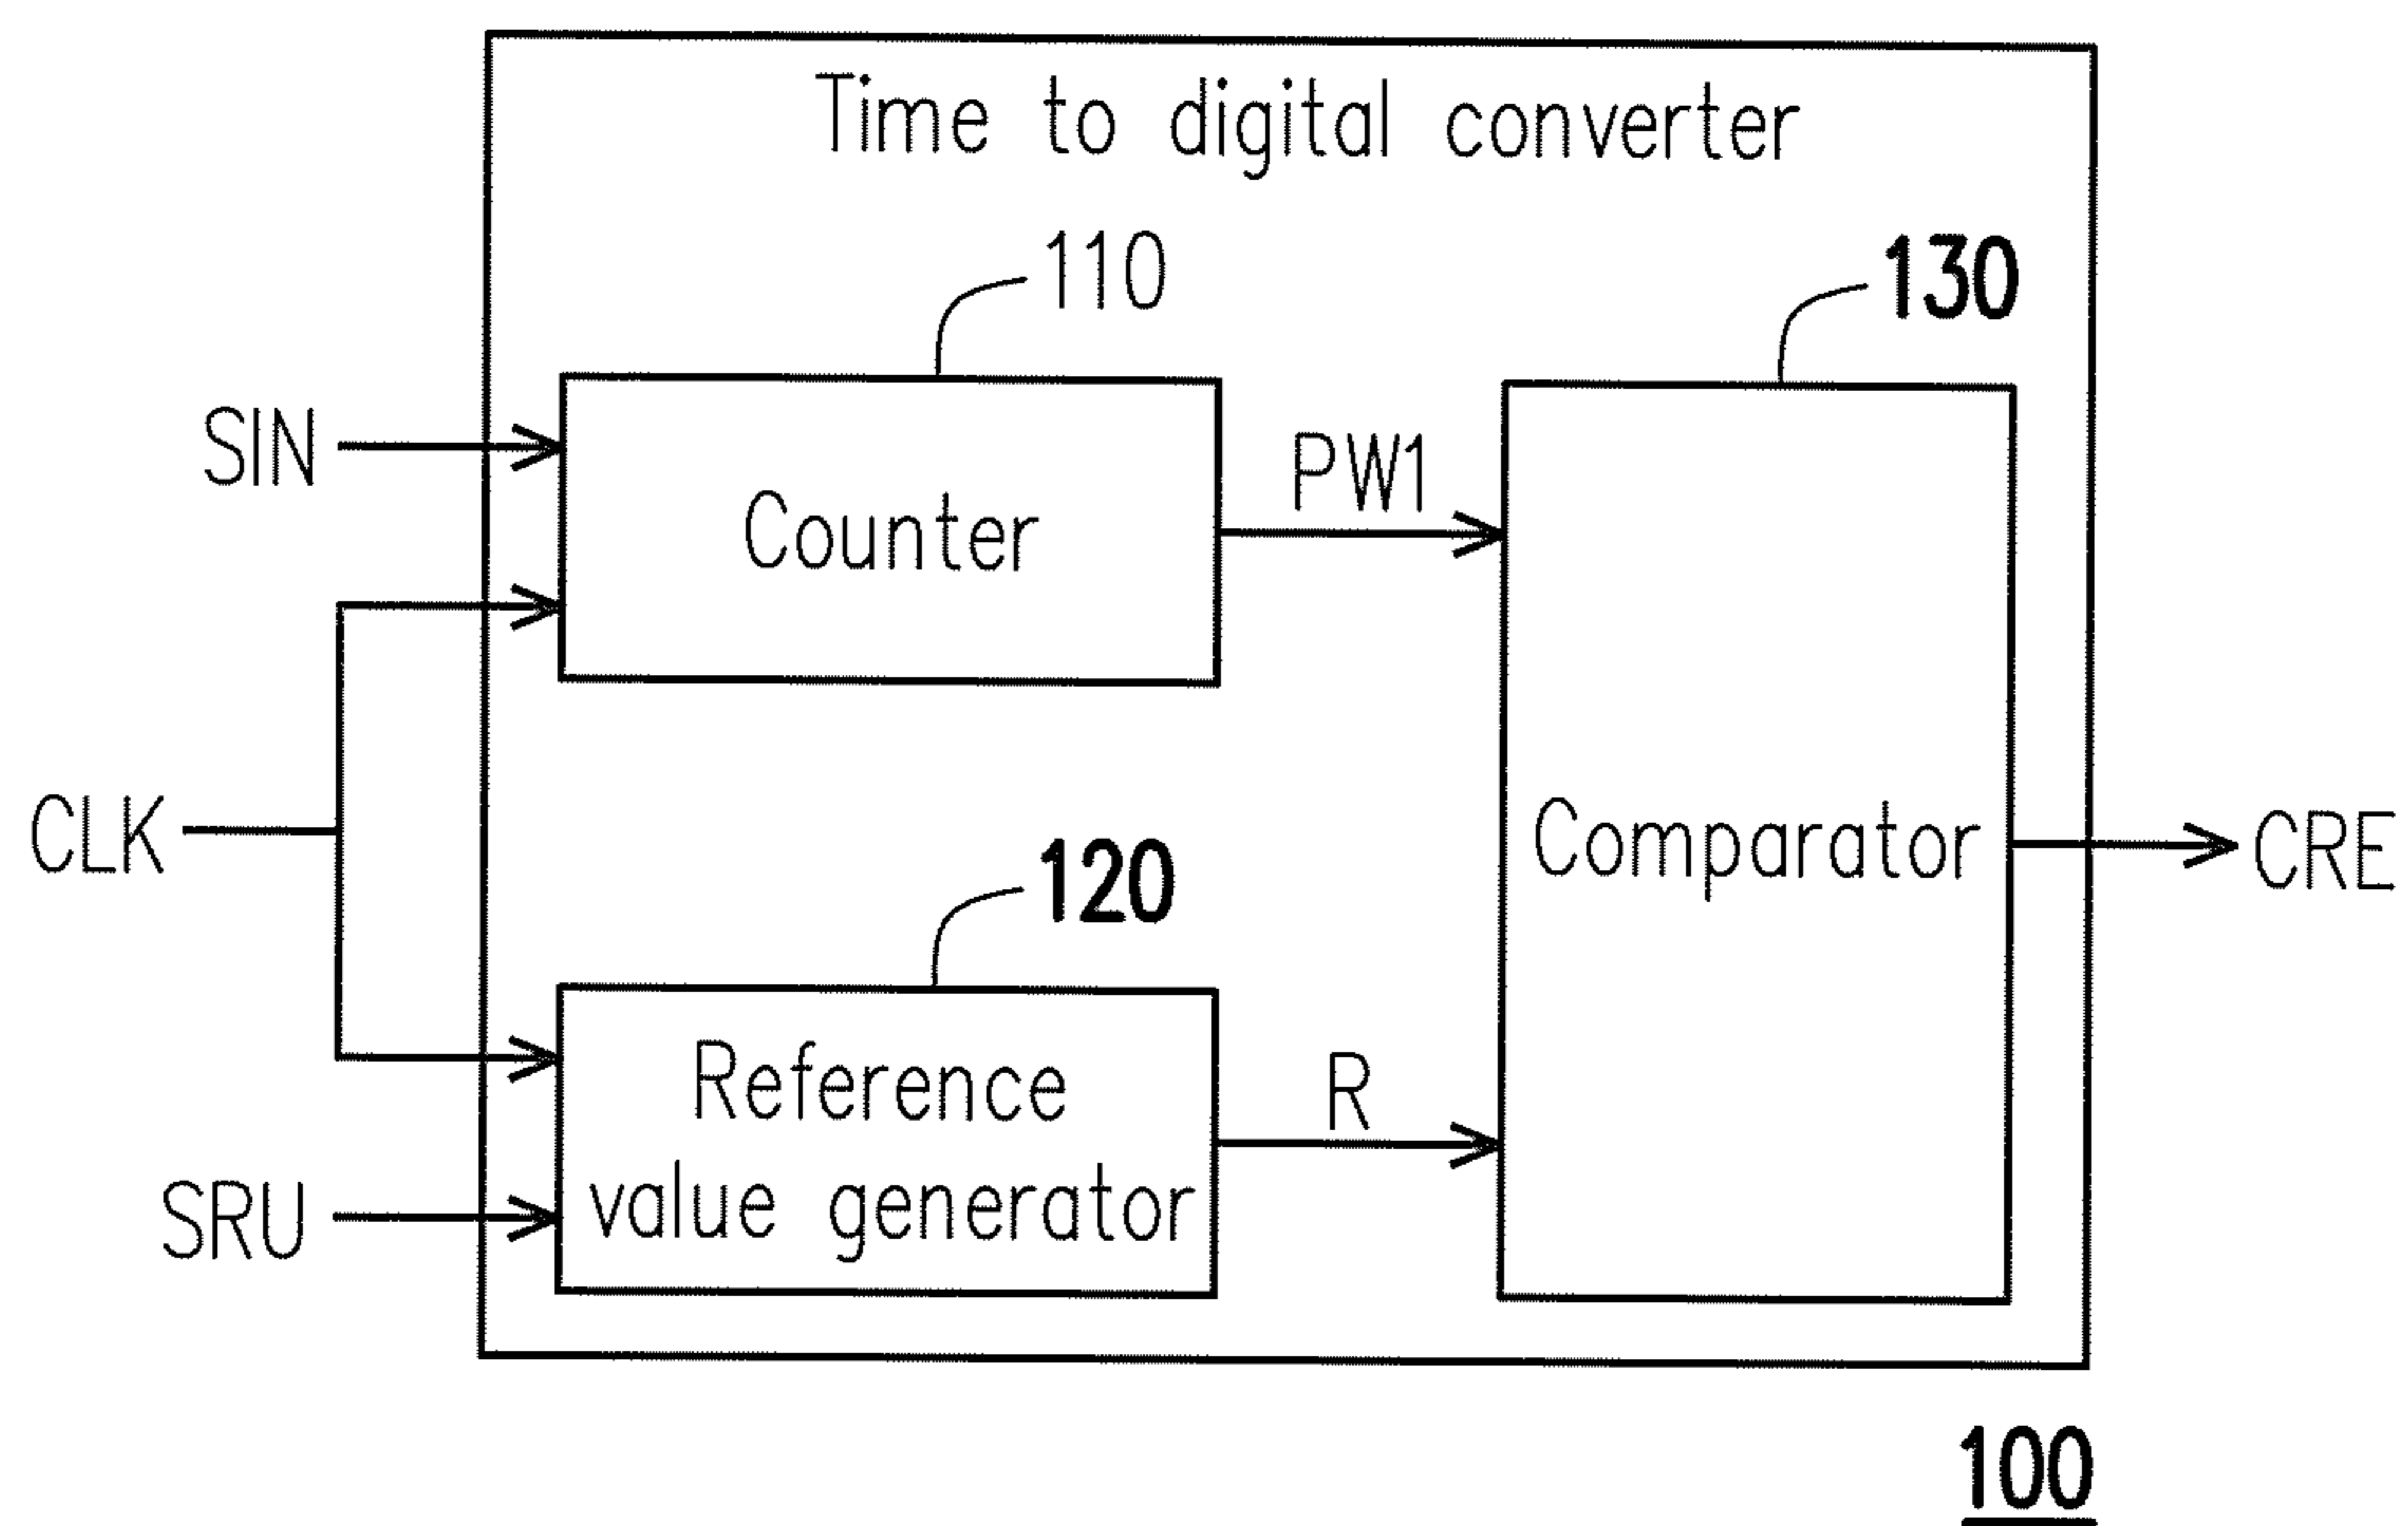 Time to digital converter
110
130
SIN
Counter
PW1
CLK
120
Comparator
CRE
Reference
value generator
R
SRU
100